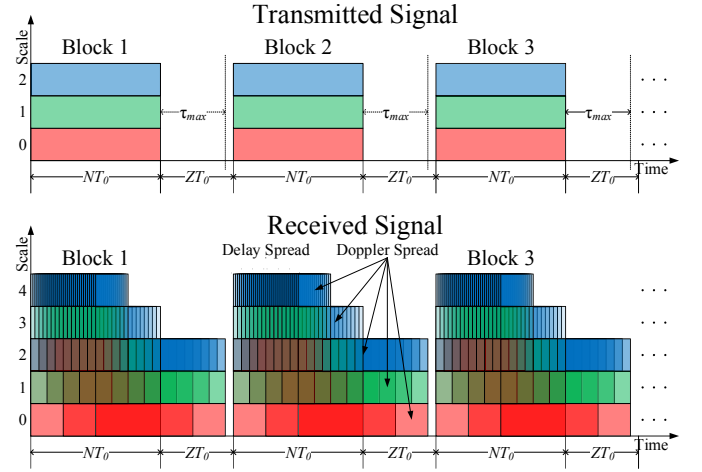 Transmitted Signal
Scale
Block 1
Block 2
Block 3
2
1
0
τmax
τmax
τmax
. . .
. . .
. . .
Time
NT0
ZT0
NT0
ZT0
NT0
ZT0
Received Signal
Scale
Block 1
Delay Spread
Doppler Spread
Block 3
4
3
2
1
0
. . .
. . .
. . .
. . .
. . .
Time
NT0
ZT0
NT0
ZT0
NT0
ZT0